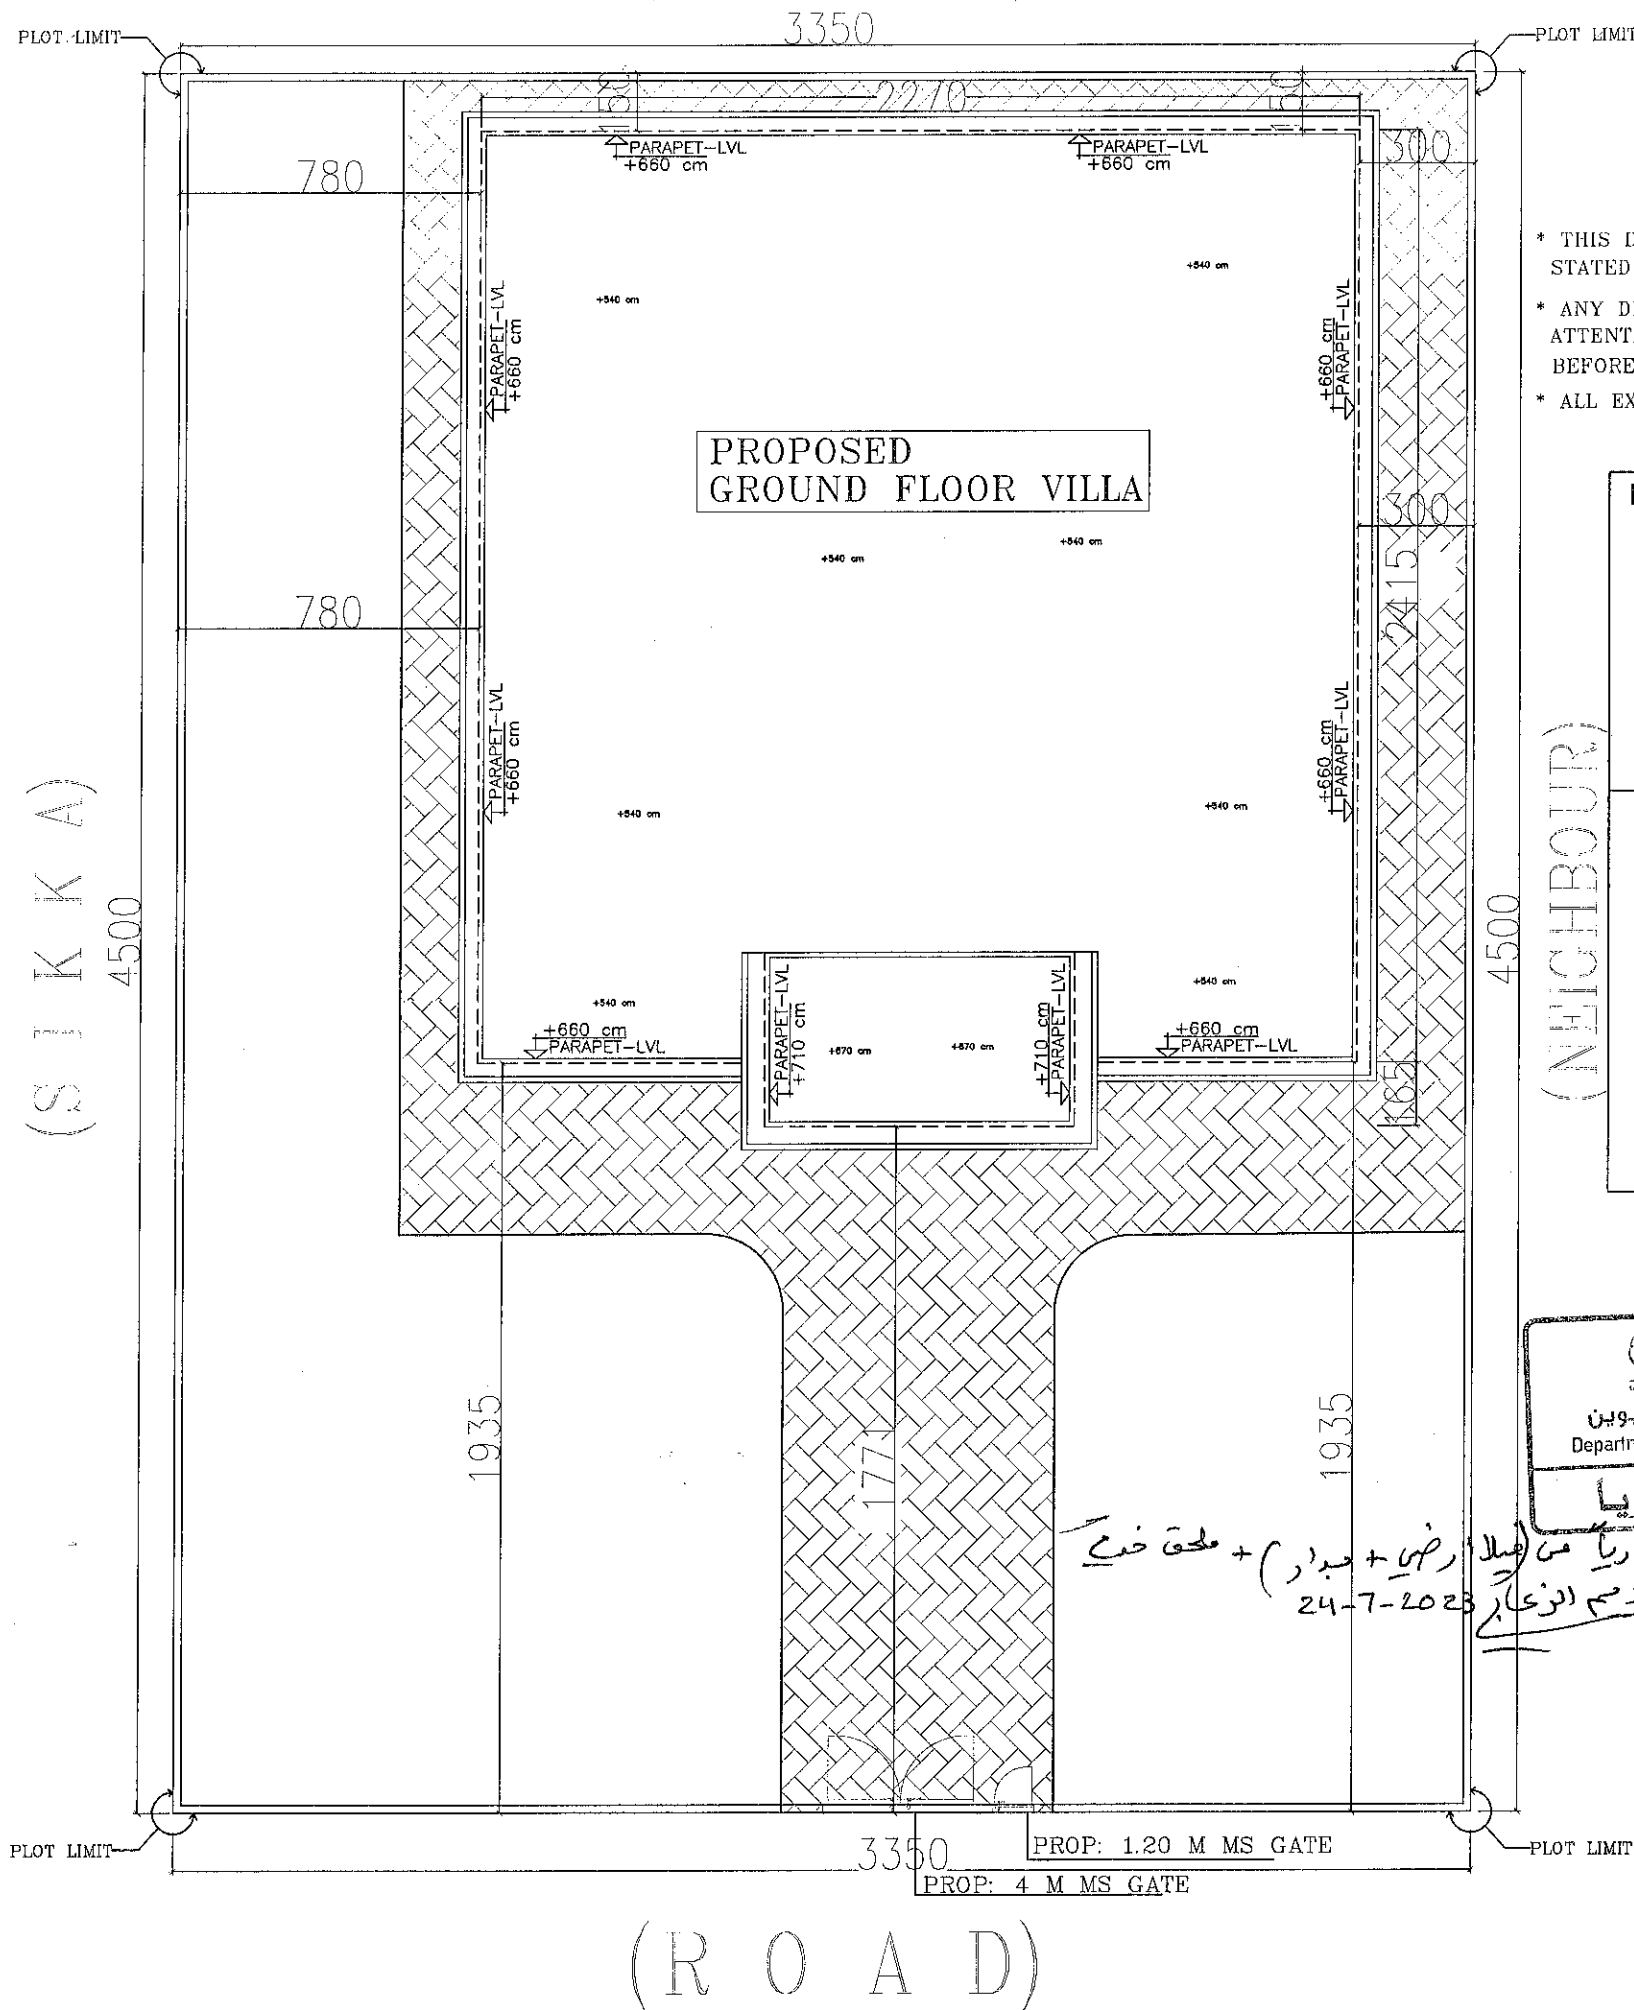 PLOT LIMIT
3350
PLOT LIMIT
150
2270
150
PARAPET-LVL
+660 cm
PARAPET-LVL
+660 cm
300
780
* THIS
STATED
* ANY
ATTENT
BEFORE
* ALL EX
+540 cm
+540 cm
PARAPET-LVL
+660 cm
+660 cm
PARAPET-LVL
PROPOSED
GROUND FLOOR VILLA
300
+540 cm
+540 cm
2415
780
PARAPET-LVL
+660 cm
+660 cm
PARAPET-LVL
+540 cm
+540 cm
(S I K K A)
4500
4500
(NEIGHBOUR)
+540 cm
+540 cm
+660 cm
PARAPET-LVL
PARAPET-LVL
+710 cm
+670 cm
+670 cm
+710 cm
PARAPET-LVL
+660 cm
PARAPET-LVL
165
1935
1771
1935
Departm
24-7-2023
PLOT LIMIT
3350
PROP: 1.20 M MS GATE
PLOT LIMIT
PROP: 4 M MS GATE
(R O A D)